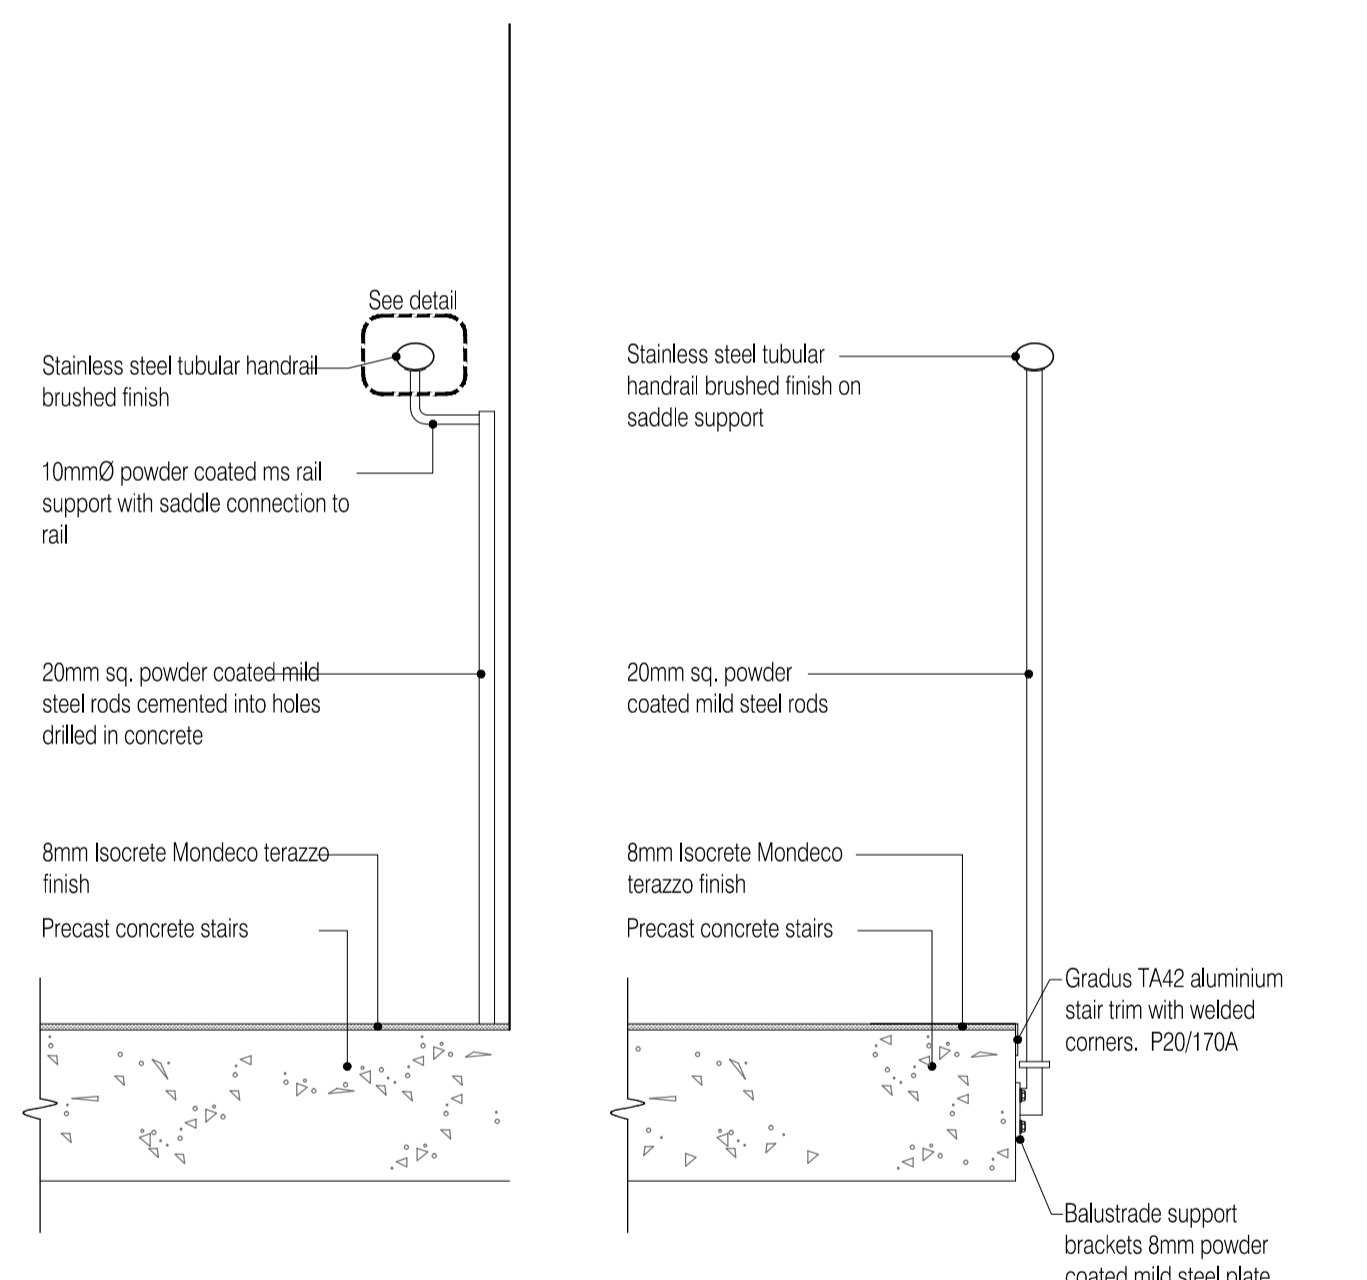 See detail
Stainless steel tubular handrail
brushed finish
10mmØ powder coated ms rail
support with saddle connection to
rail
20mm sq. powder coated mild
steel rods cemented into holes
drilled in concrete
8mm Isocrete Mondeco terazzo
finish
Precast concrete stairs
Stainless steel tubular
handrail brushed finish on
saddle support
20mm sq. powder
coated mild steel rods
8mm Isocrete Mondeco
terazzo finish
Precast concrete stairs
Gradus TA42 aluminium
stair trim with welded
corners. P20/170A
Balustrade support
brackets 8mm powder
coated mild steel plate